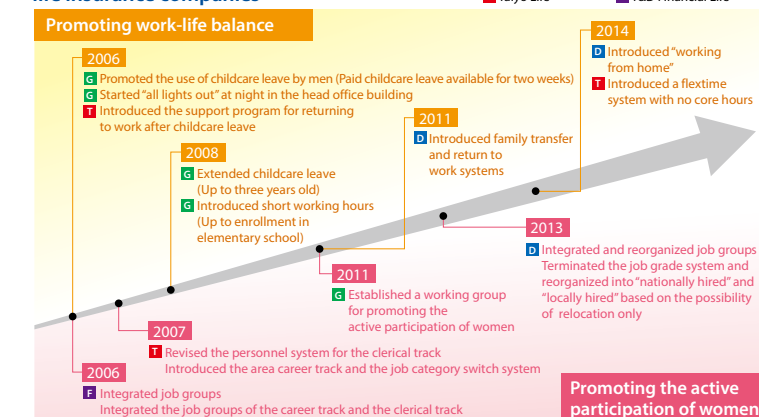 life insurance companies
T Taiyo Life
F T&D Financial Life
Promoting work-life balance
2006
G Promoted the use of childcare leave by men (Paid childcare leave available for two weeks)
G Started “all lights out” at night in the head office building
T Introduced the support program for returning
to work after childcare leave
2008
G Extended childcare leave
(Up to three years old)
G Introduced short working hours
(Up to enrollment in
elementary school)
2011
D Introduced family transfer
and return to
work systems
2014
D Introduced “working
from home”
T Introduced a flextime
system with no core hours
2013
D Integrated and reorganized job groups
Terminated the job grade system and
reorganized into “nationally hired” and
“locally hired” based on the possibility
of relocation only
2011
G Established a working group
for promoting the
active participation of women
2007
T Revised the personnel system for the clerical track
Introduced the area career track and the job category switch system
2006
F Integrated job groups
Integrated the job groups of the career track and the clerical track
Promoting the active
participation of women